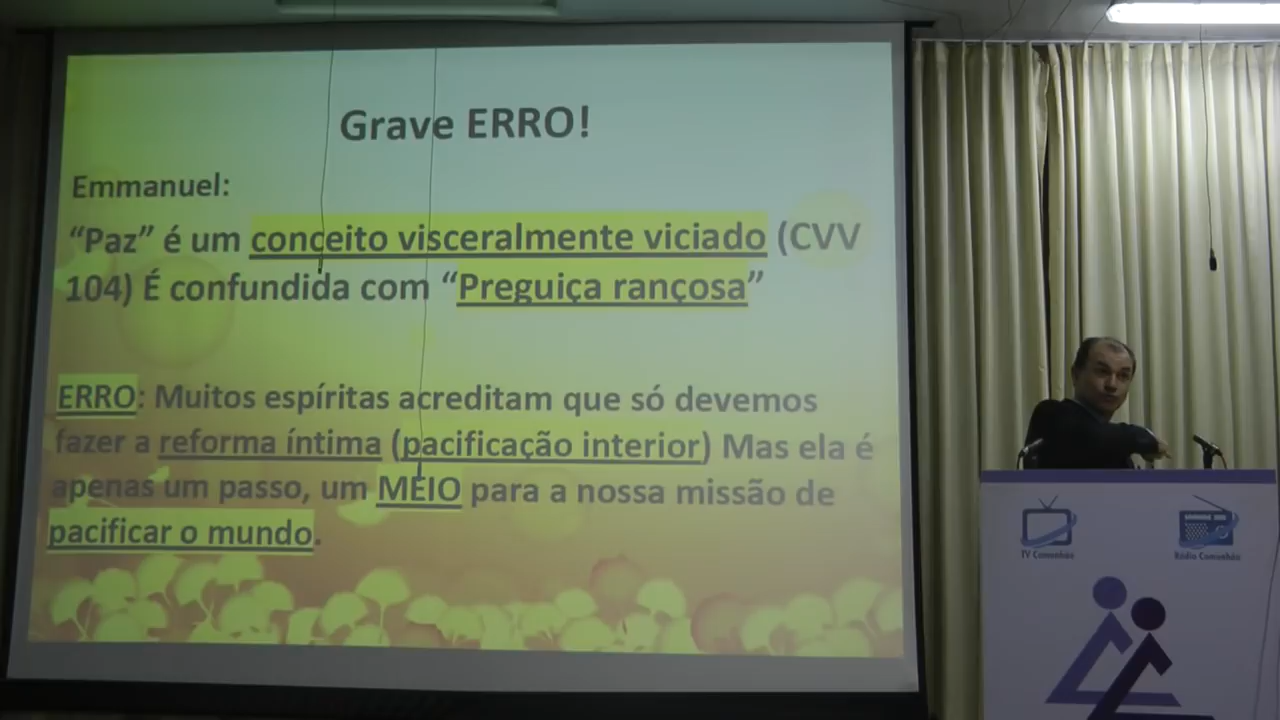 Grave ERRO!
Emmanuel:
“Paz” é um conceito visceralmente viciado (CVV
104) É confundida com “Preguiça rançosa”
ERRO: Muitos espíritas acreditam que só devemos
fazer a reforma íntima (pacificação interior) Mas ela é
apenas um passo, um MEIO para a nossa missão de
pacificar o mundo.
TV Comunhão
Rádio Comunhão